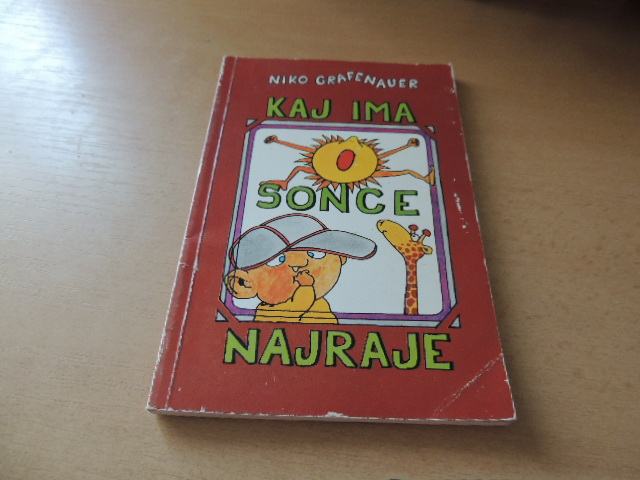 NIKO GRAFENAUER
KAJ IMA
SONCE
NAJRAJE